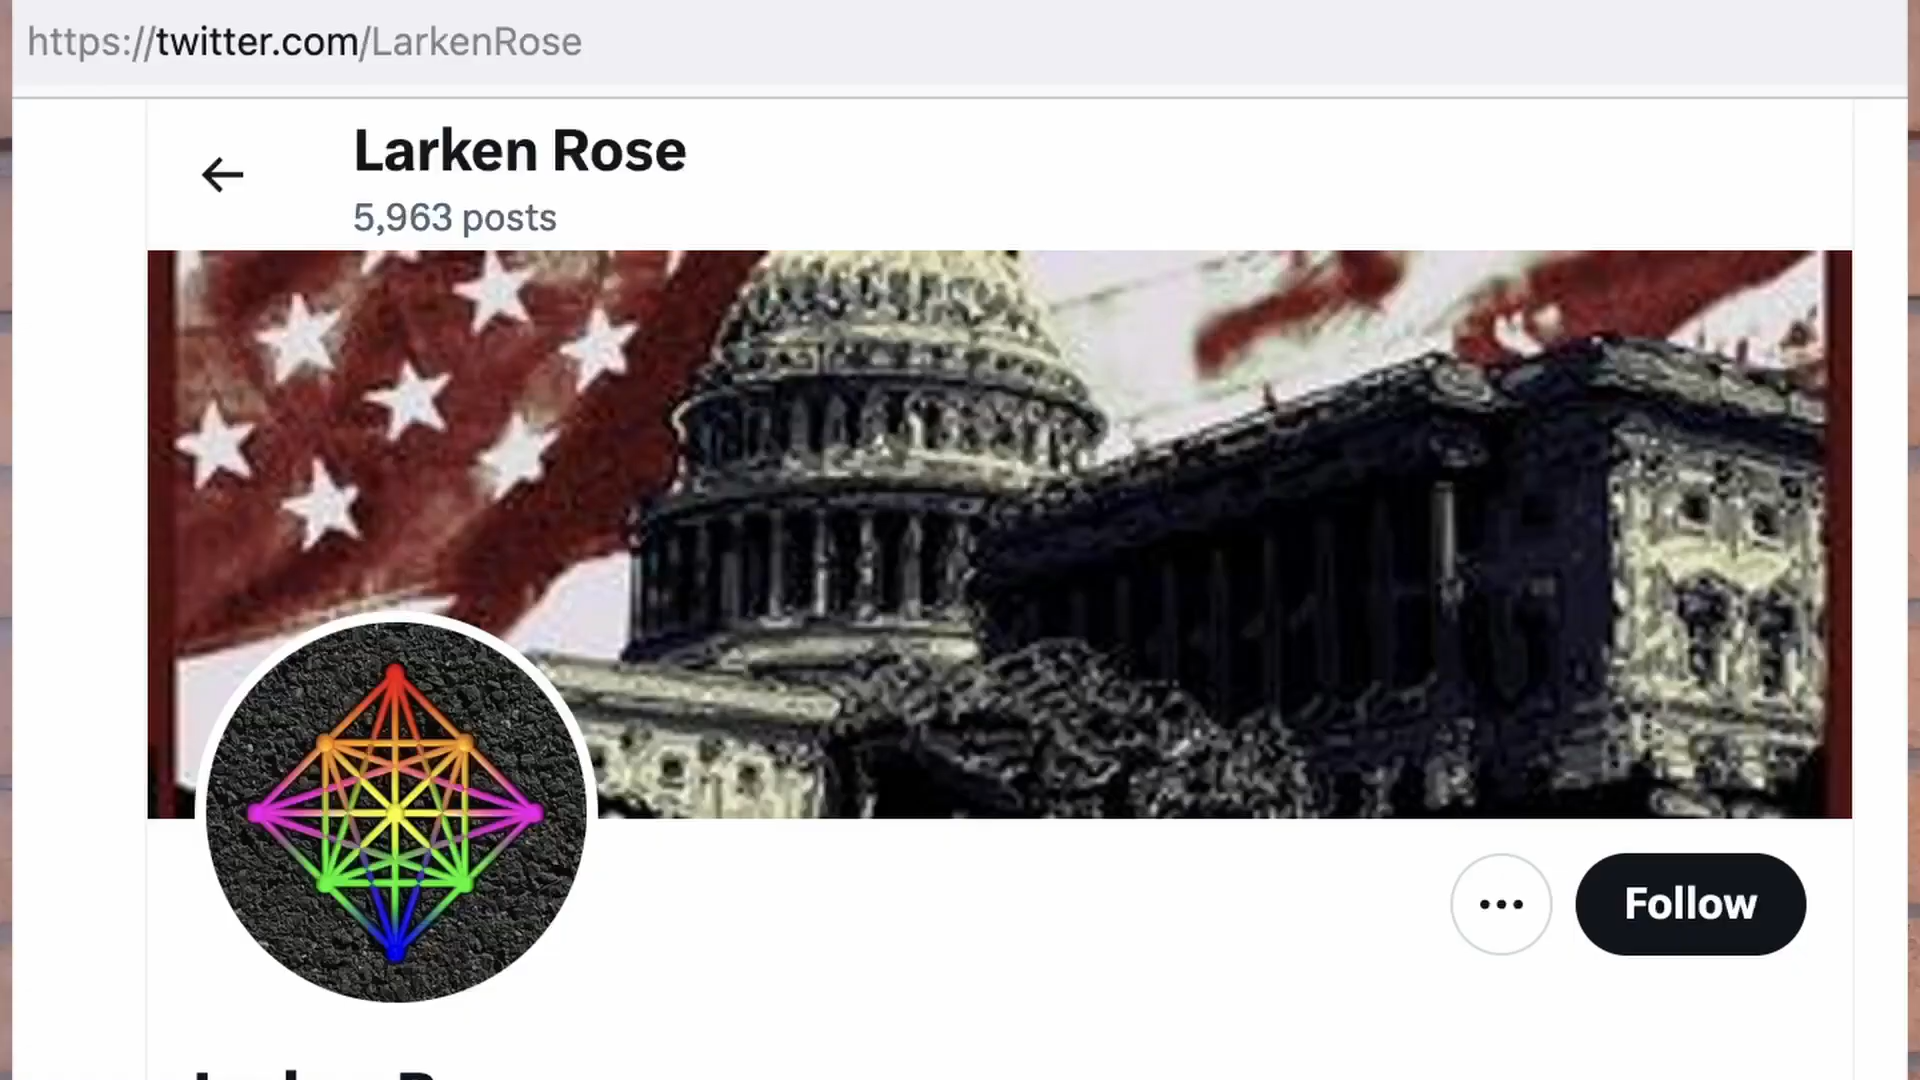 https://twitter.com/LarkenRose
Larken Rose
5,963 posts
Follow